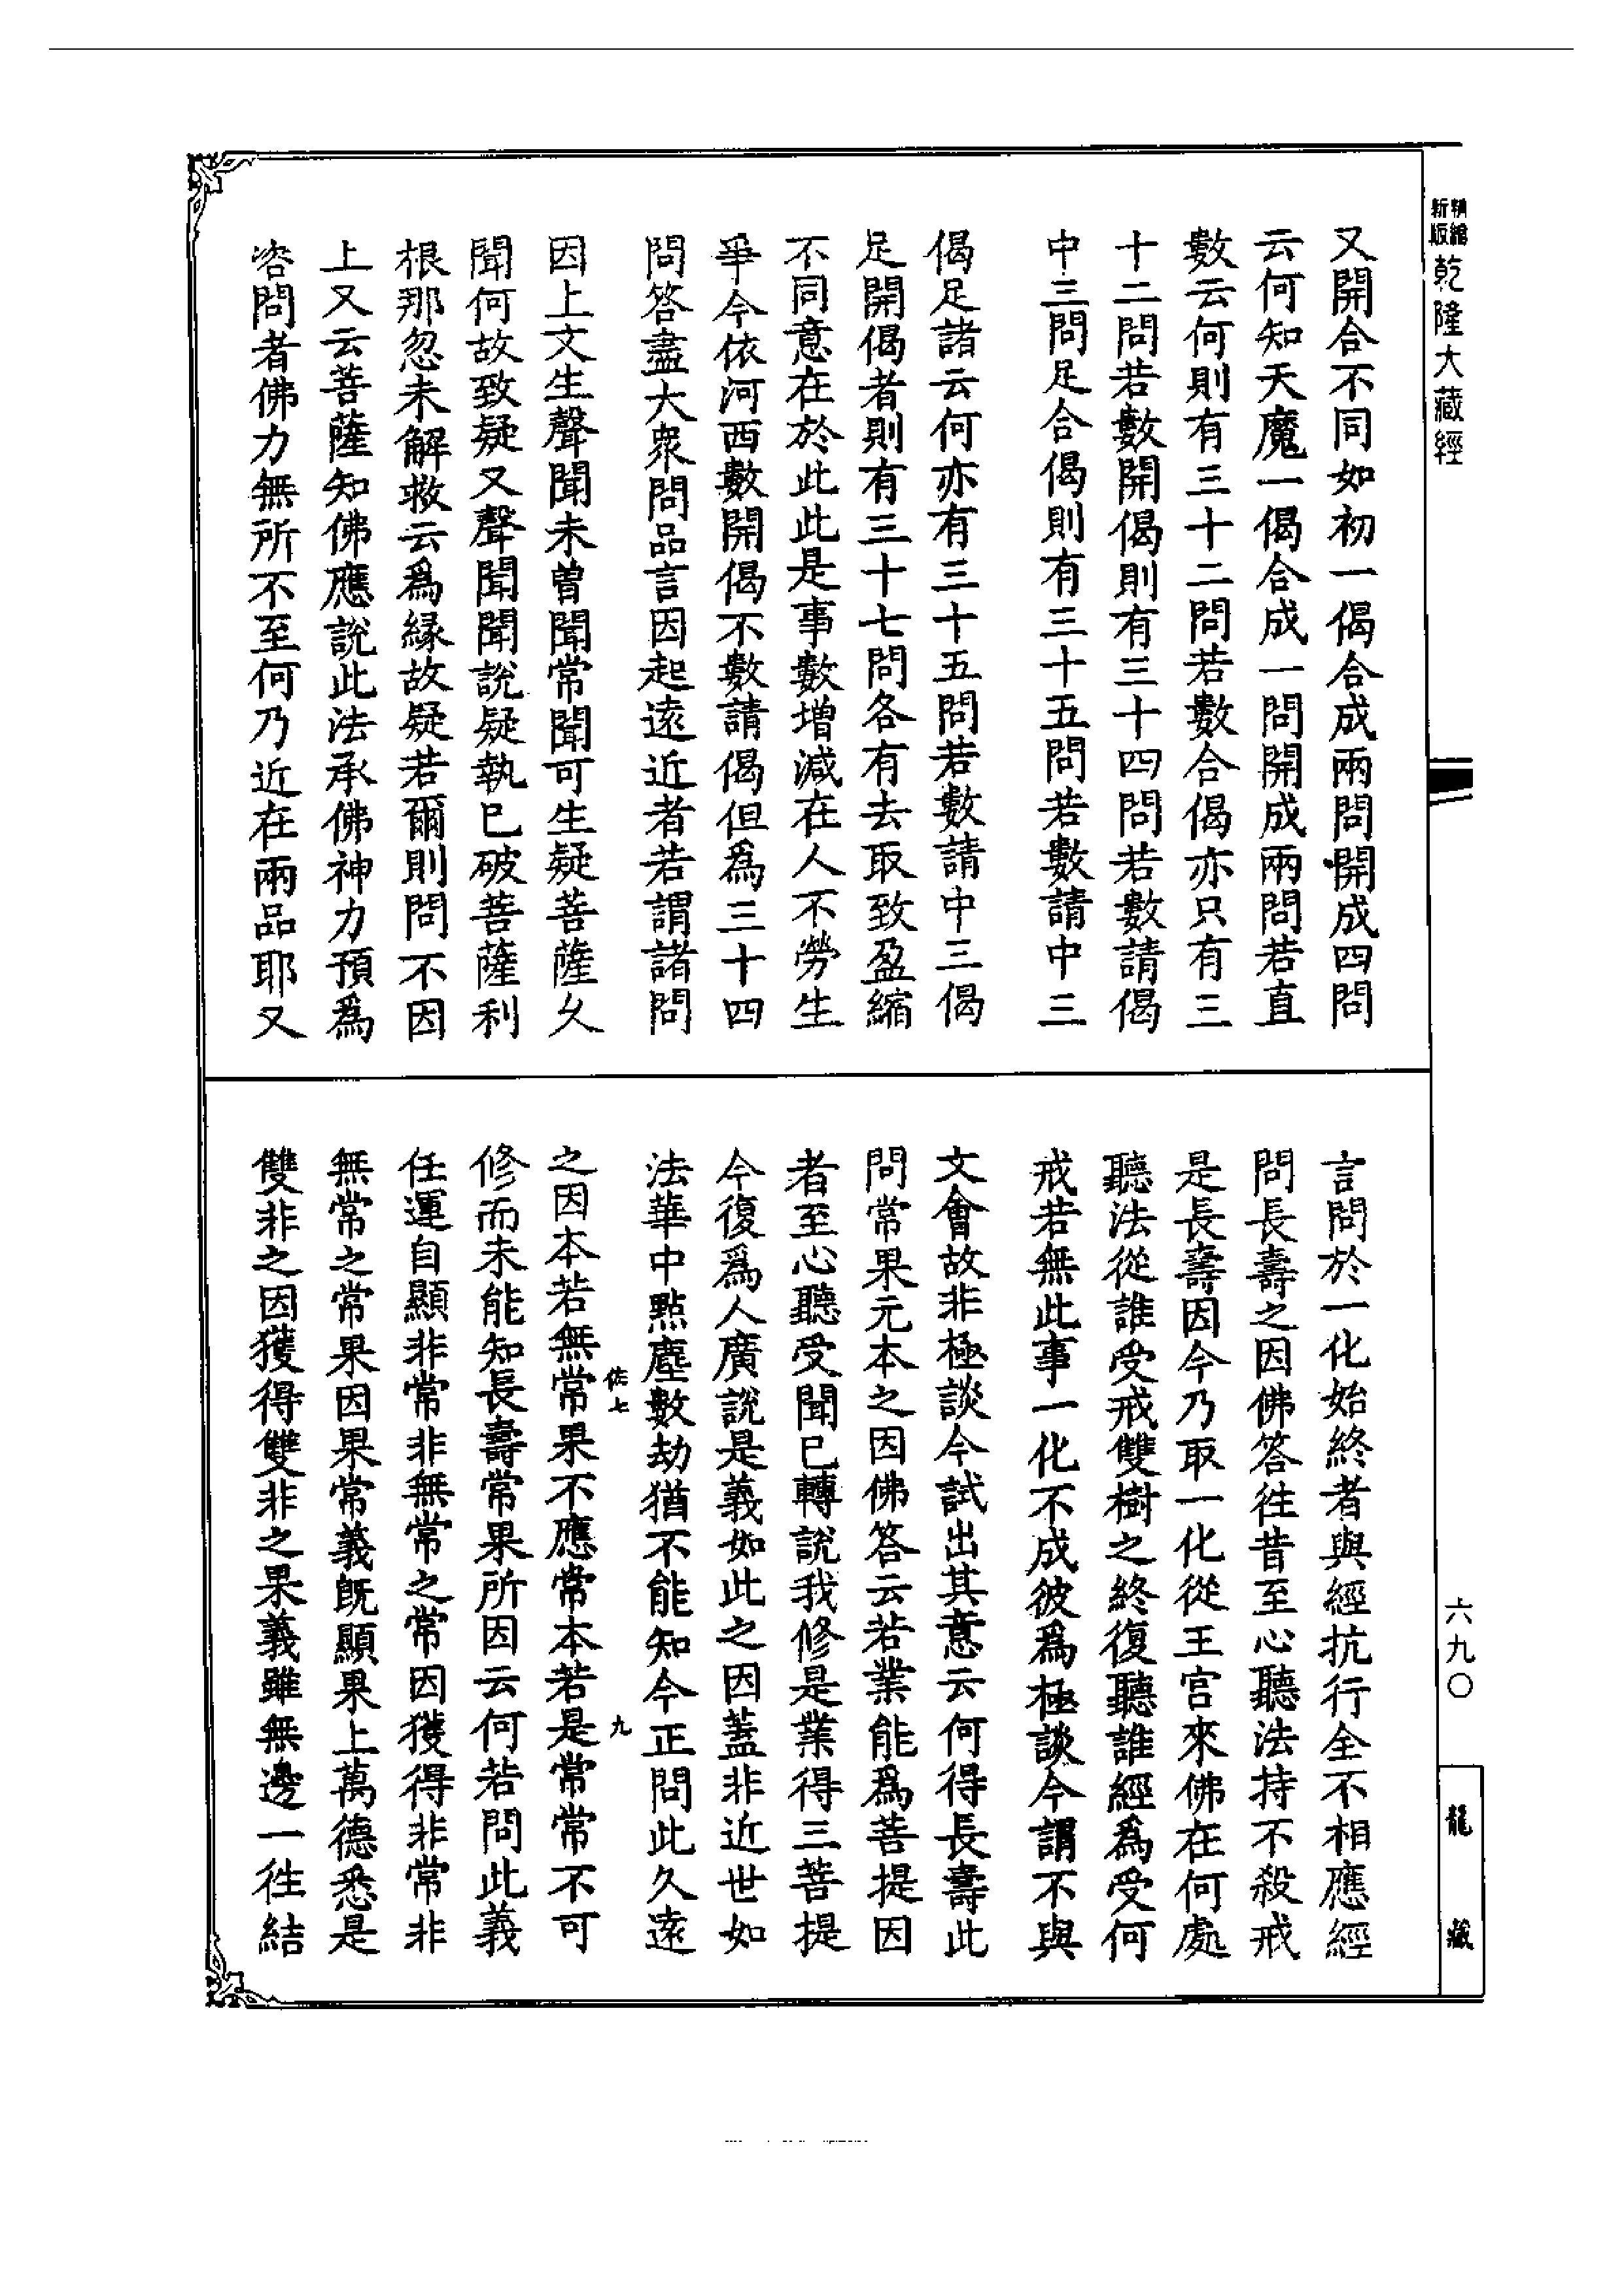 精縮新版乾隆大藏經
又開合不同如初一偈合成兩問開成四問
云何知天魔一偈合成一問開成兩問若直
數云何則有三十二問若數合偈亦只有三
十二問若數開偈則有三十四問若數請偈
中三問足合偈則有三十五問若數請中三
偈足諸云何亦有三十五問若數請中三偈
足開偈者則有三十七問各有去取致盈縮
不同意在於此此是事數增減在人不勞生
爭今依河西數開偈不數請偈但為三十四
問答盡大眾問品言因起遠近者若謂諸問
因上文生聲聞未曾聞常聞可生疑菩薩久
聞何故致疑又聲聞聞說疑執已破菩薩利
根那忽未解救云爲緣故疑若爾則問不因
上又云菩薩知佛應說此法承佛神力預爲
咨問者佛力無所不至何乃近在兩品耶又
言問於一化始終者與經抗行全不相應經
問長壽之因佛答往昔至心聽法持不殺戒
是長壽因今乃取一化從王宮來佛在何處
聽法從誰受戒雙樹之終復聽誰經爲受何
戒若無此事一化不成彼爲極談今謂不與
文會故非極談今試出其意云何得長壽此
問常果元本之因佛答云若業能爲菩提因
者至心聽受聞已轉說我修是業得三菩提
今復爲人廣說是義如此之因蓋非近世如
法華中點塵數劫猶不能知今正問此久遠
佐七
九
之因本若無常果不應常本若是常常不可
修而未能知長壽常果所因云何若問此義
任運自顯非常非無常之常因獲得非常非
無常之常果因果常義既顯果上萬德悉是
雙非之因獲得雙非之果義雖無邊一往結
六九〇
龍藏